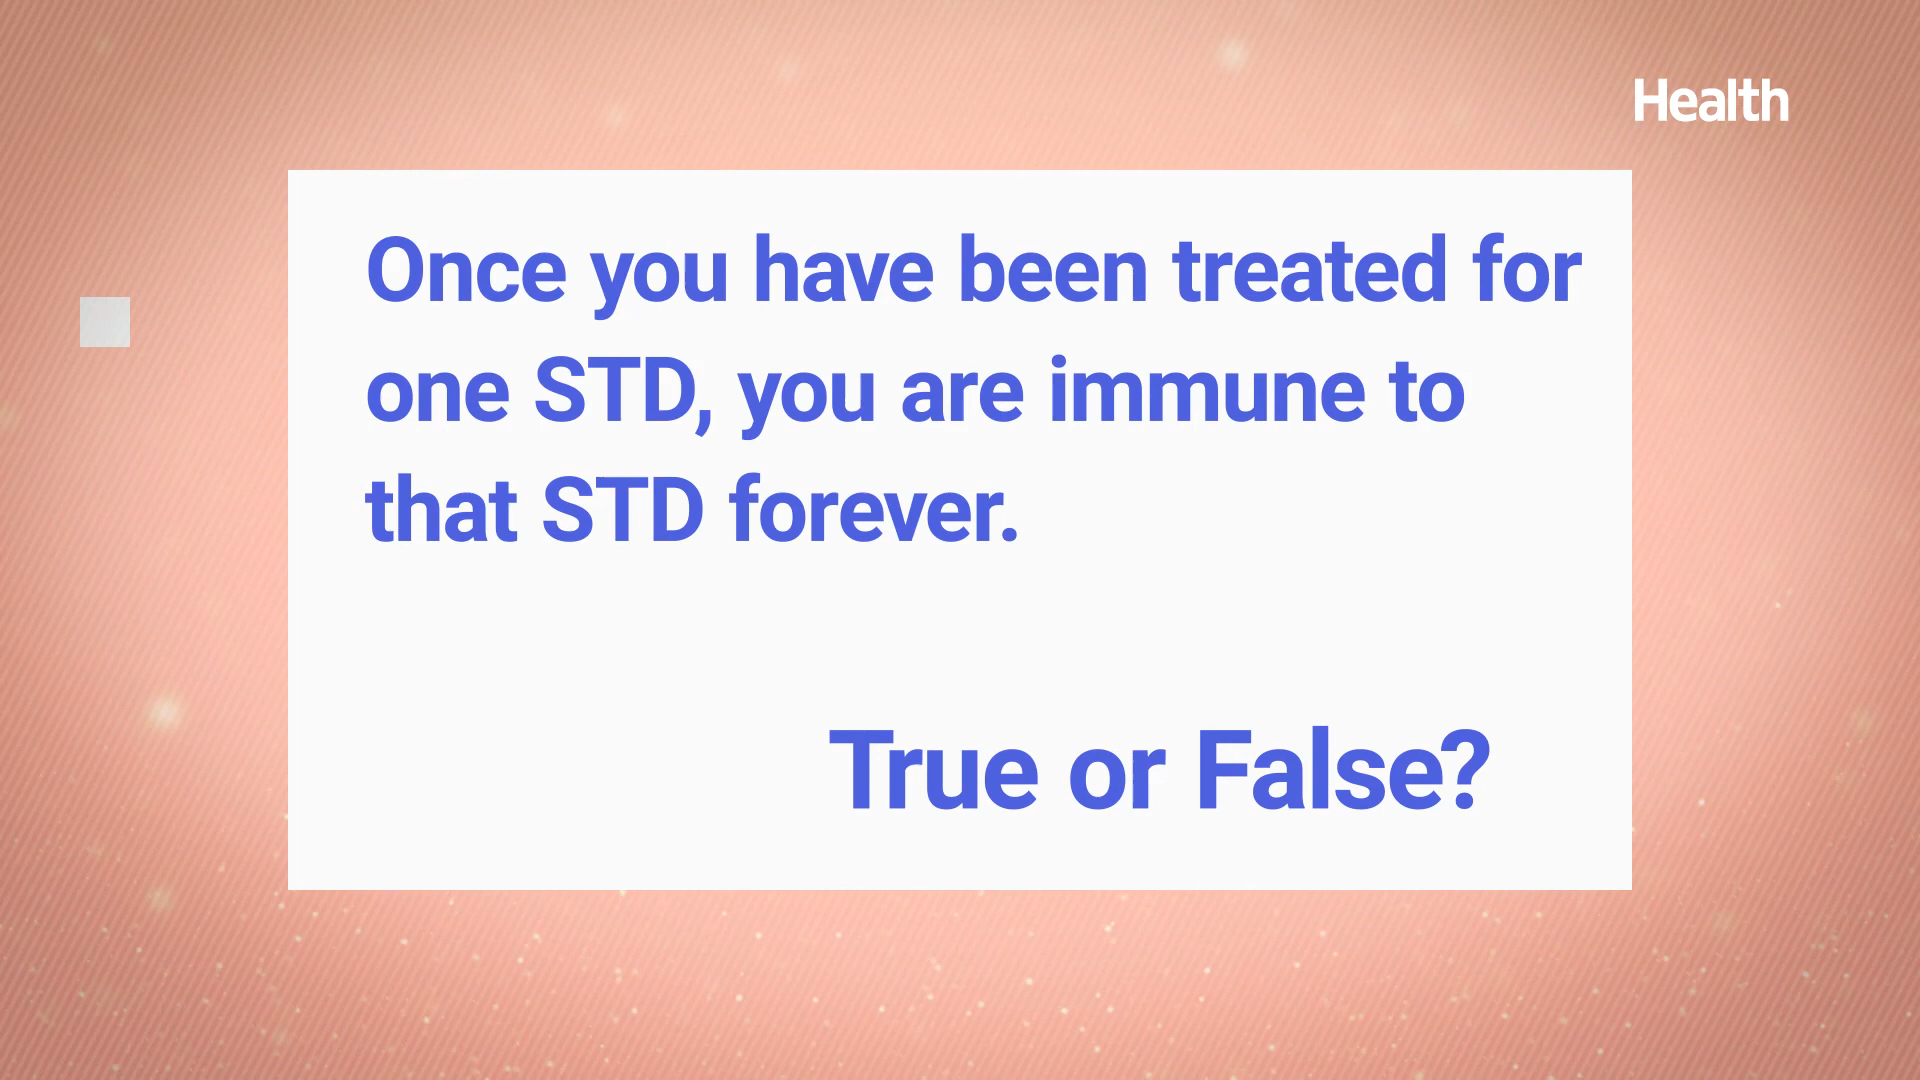 Health
Once you have been treated for
one STD, you are immune to
that STD forever.
True or False?